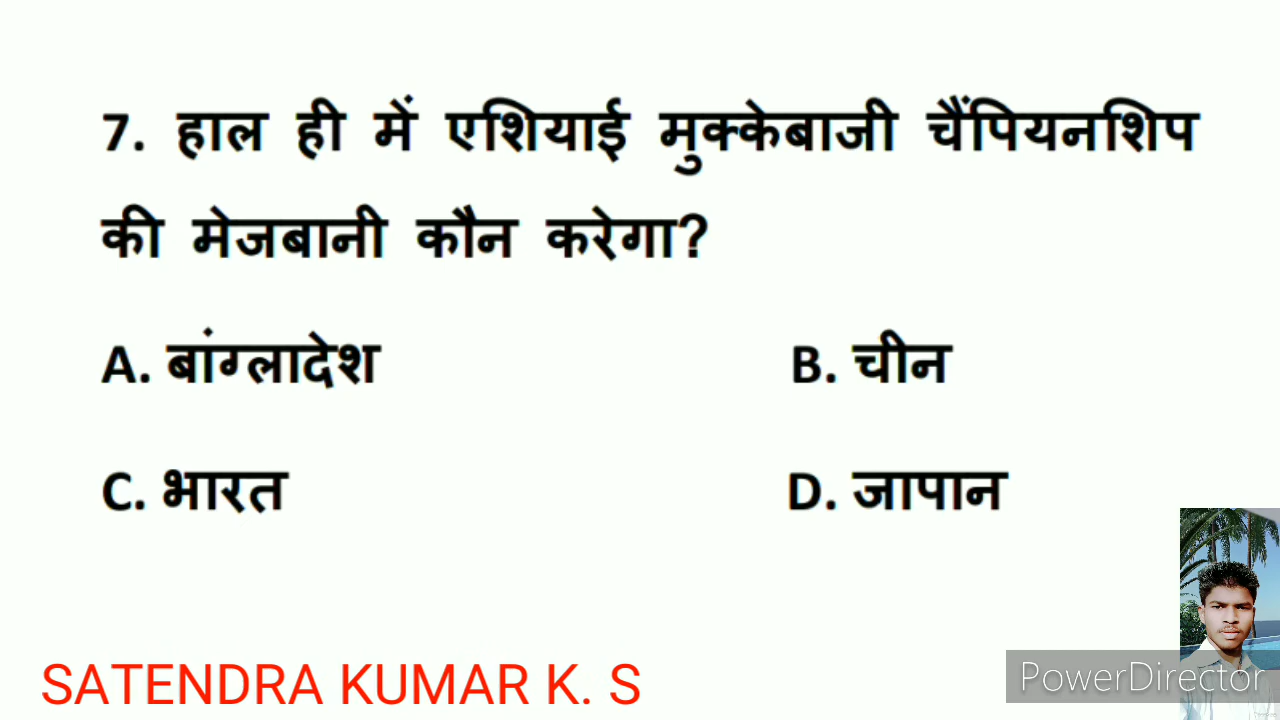 7. हाल ही में एशियाई मुक्केबाजी चैंपियनशिप
की मेजबानी कौन करेगा?
A. बांग्लादेश B. चीन
C. भारत D. जापान
SATENDRA KUMAR K. S
PowerDirector